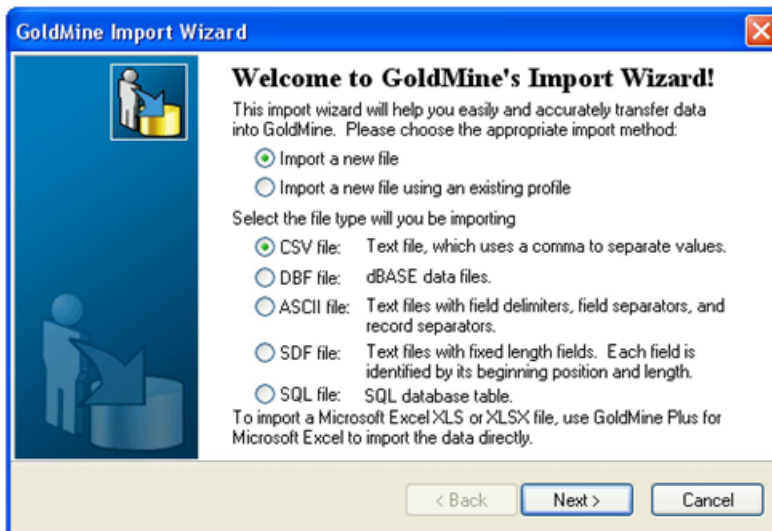 GoldMine Import Wizard
Welcome to GoldMine's Import Wizard!
This import wizard will help you easily and accurately transfer data
into GoldMine. Please choose the appropriate import method:
Import a new file
Import a new file using an existing profile
Select the file type will you be importing
CSV file: Text file, which uses a comma to separate values.
DBF file: dBASE data files.
ASCII file: Text files with field delimiters, field separators, and
record separators.
SDF file: Text files with fixed length fields. Each field is
identified by its beginning position and length.
SQL file: SQL database table.
To import a Microsoft Excel XLS or XLSX file, use GoldMine Plus for
Microsoft Excel to import the data directly.
< Back Next > Cancel